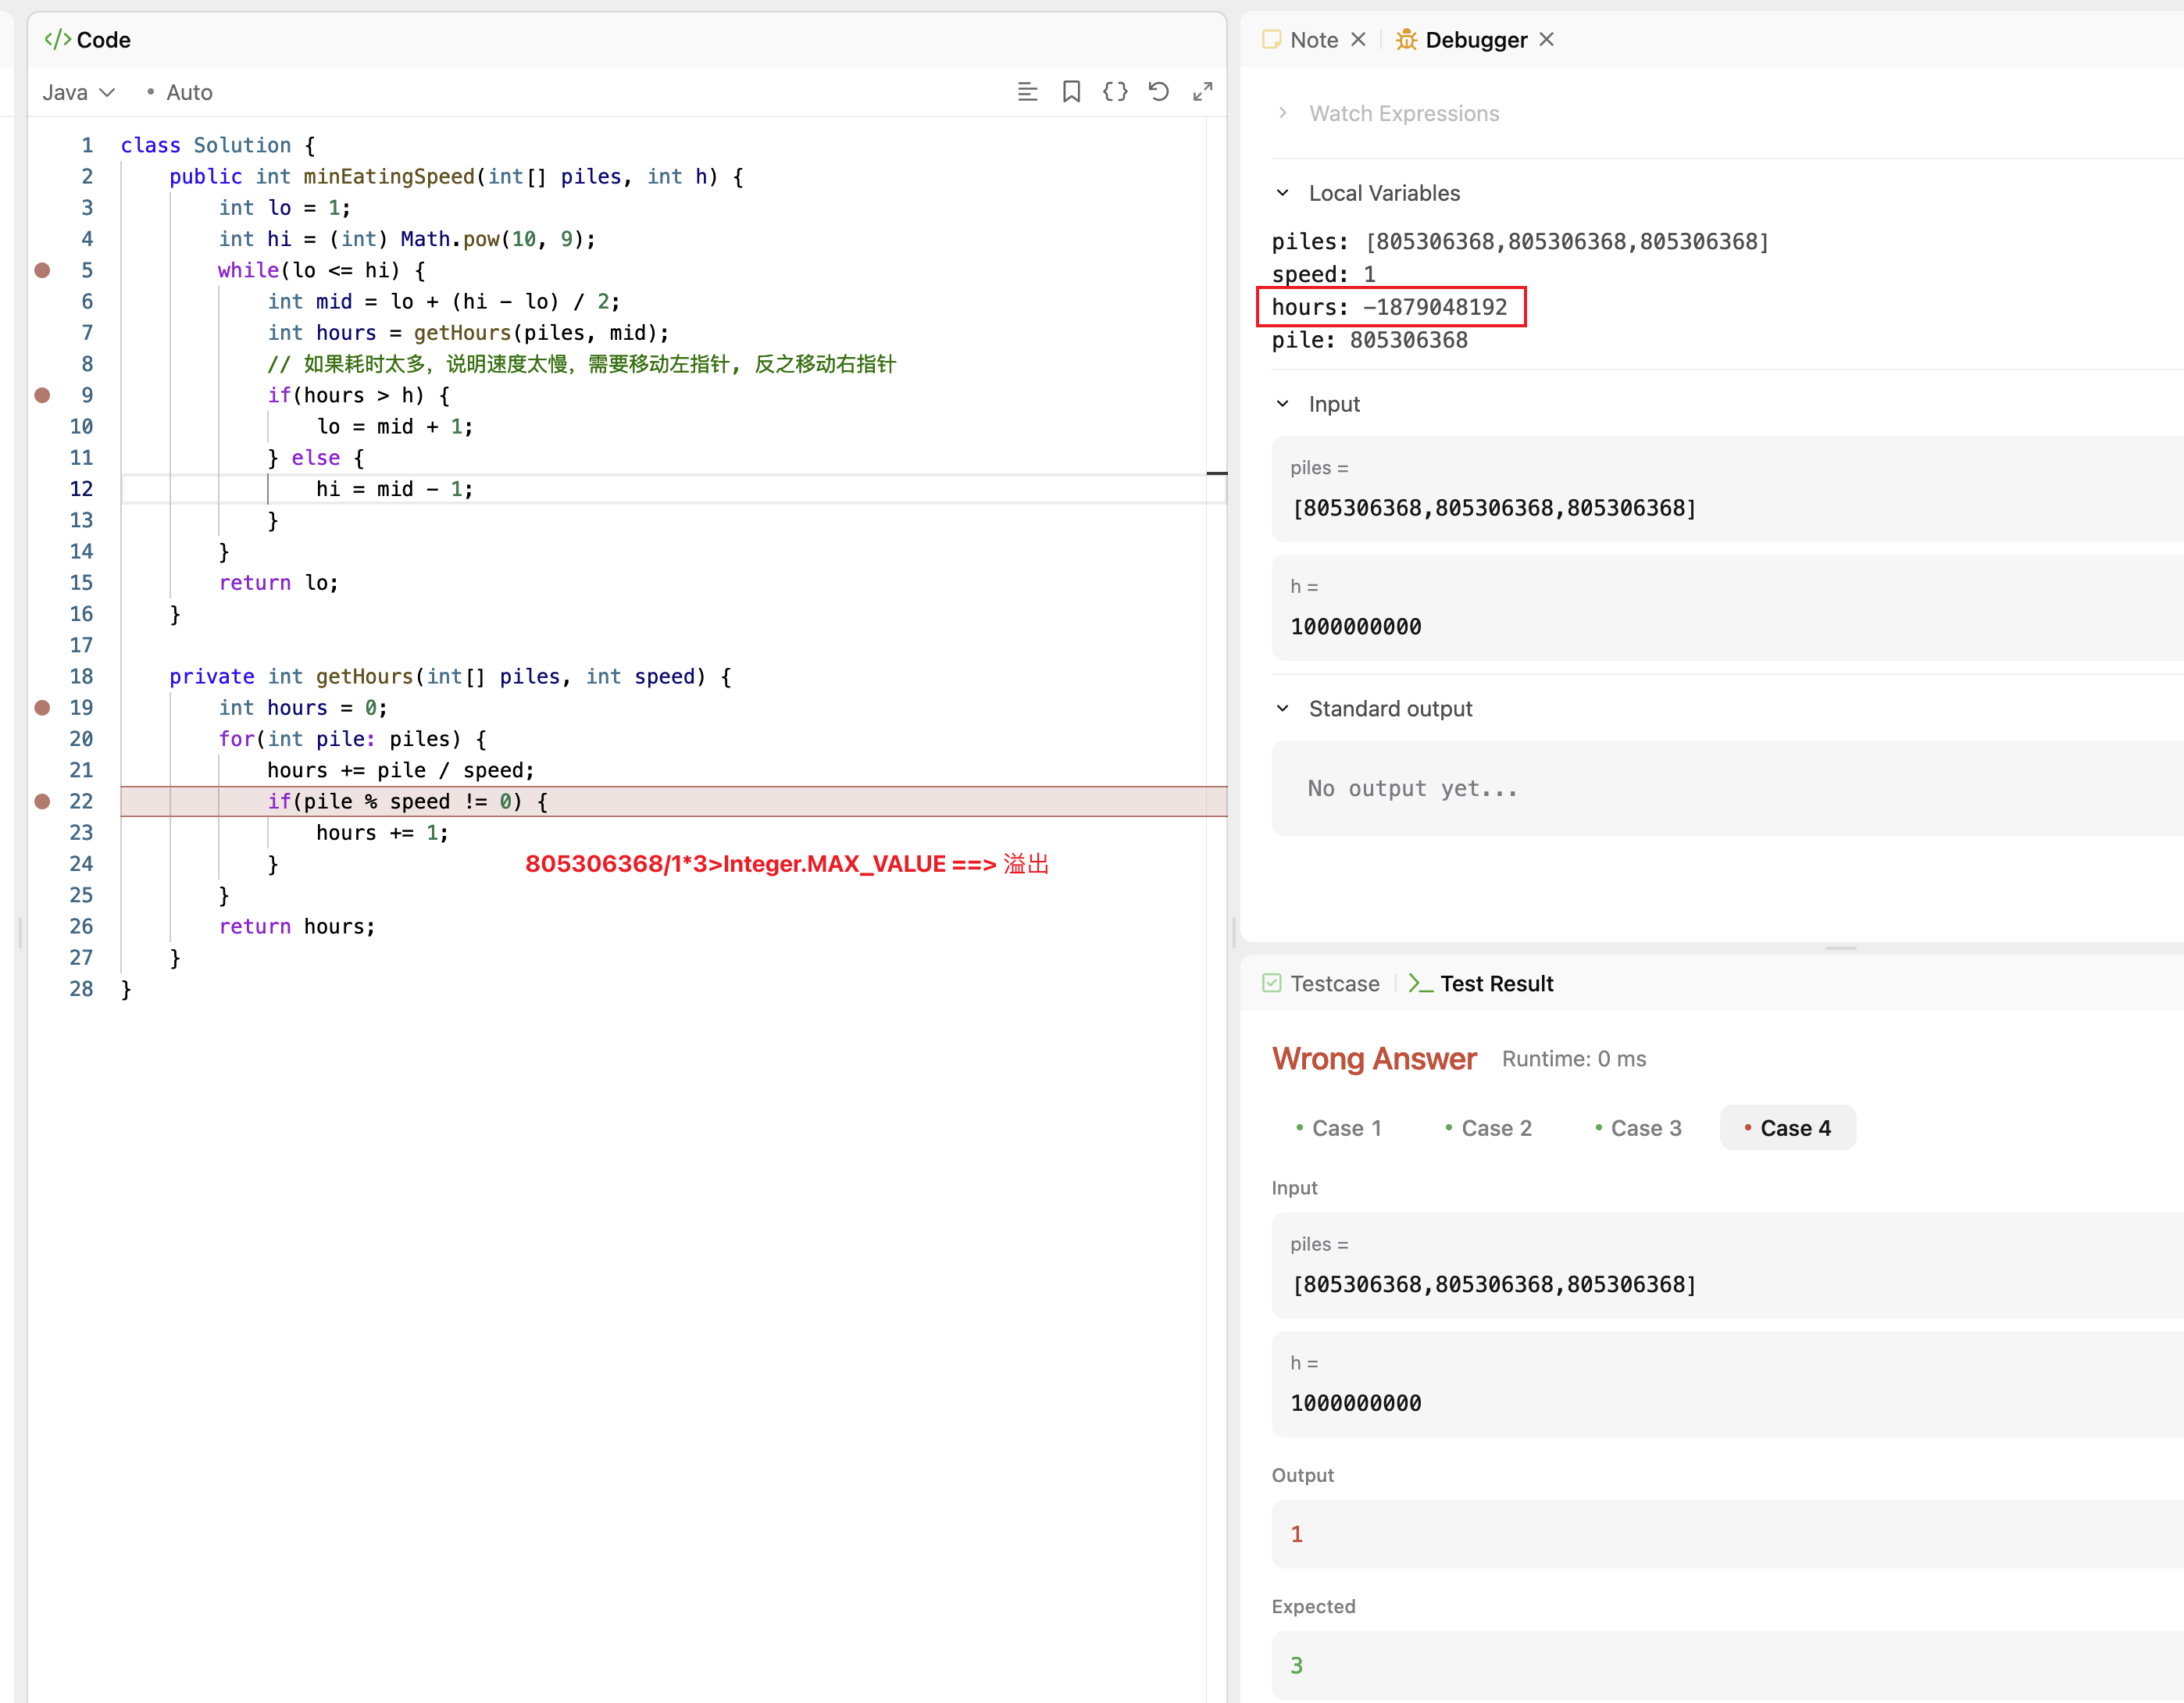 </> Code
Java • Auto
1 class Solution {
2 public int minEatingSpeed(int[] piles, int h) {
3 int lo = 1;
4 int hi = (int) Math.pow(10, 9);
5 while(lo <= hi) {
6 int mid = lo + (hi - lo) / 2;
7 int hours = getHours(piles, mid);
8 // 如果耗时太多，说明速度太慢，需要移动左指针, 反之移动右指针
9 if(hours > h) {
10 lo = mid + 1;
11 } else {
12 hi = mid - 1;
13 }
14 }
15 return lo;
16 }
17
18 private int getHours(int[] piles, int speed) {
19 int hours = 0;
20 for(int pile: piles) {
21 hours += pile / speed;
22 if(pile % speed != 0) {
23 hours += 1;
24 } 805306368/1*3>Integer.MAX_VALUE ==> 溢出
25 }
26 return hours;
27 }
28 }
Note Debugger
Watch Expressions
Local Variables
piles: [805306368,805306368,805306368]
speed: 1
hours: -1879048192
pile: 805306368
Input
piles =
[805306368,805306368,805306368]
h =
1000000000
Standard output
No output yet...
Testcase Test Result
Wrong Answer Runtime: 0 ms
• Case 1 • Case 2 • Case 3 • Case 4
Input
piles =
[805306368,805306368,805306368]
h =
1000000000
Output
1
Expected
3